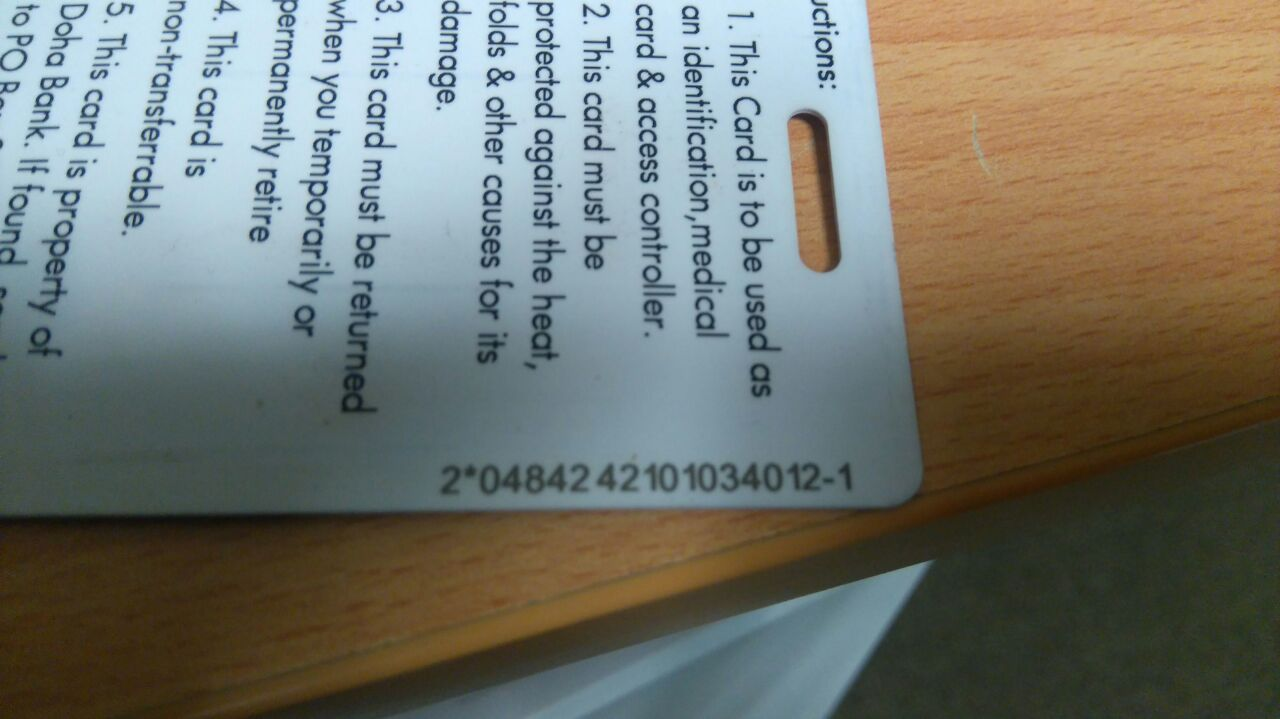 uctions:
1. This Card is to be used as
an identification,medical
card & access controller.
2. This card must be
protected against the heat,
folds & other causes for its
damage.
3. This card must be returned
when you temporarily or
permanently retire
4. This card is
non-transferrable.
5. This card is property of
Doha Bank. If found
to PO
2*04842 42101034012-1